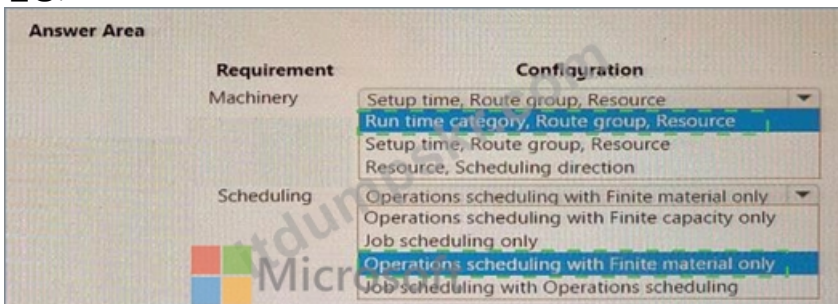 Answer Area
Requirement Configuration
Machinery Setup time, Route group, Resource
Run time category, Route group, Resource
Setup time, Route group, Resource
Resource, Scheduling direction
Scheduling Operations scheduling with Finite material only
Operations scheduling with Finite capacity only
Job scheduling only
Operations scheduling with Finite material only
Job scheduling with Operations scheduling
Microsoft